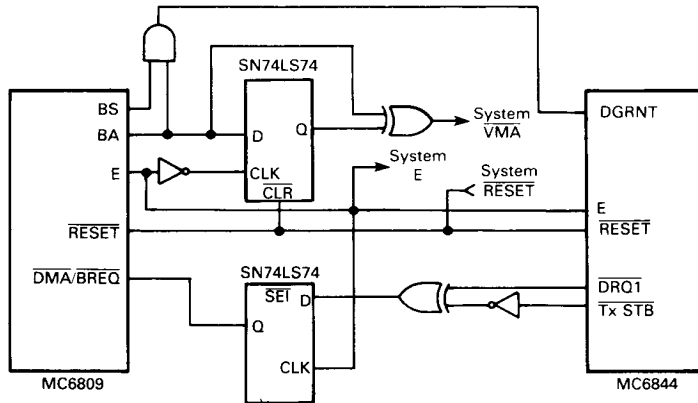 SN74LS74
BS
BA
E
RESET
DMA/BREQ
MC6809
D
Q
CLK
CLR
System
VMA
System
E
System
RESET
DGRNT
E
RESET
DRQ1
Tx STB
MC6844
SN74LS74
SEI
D
Q
CLK